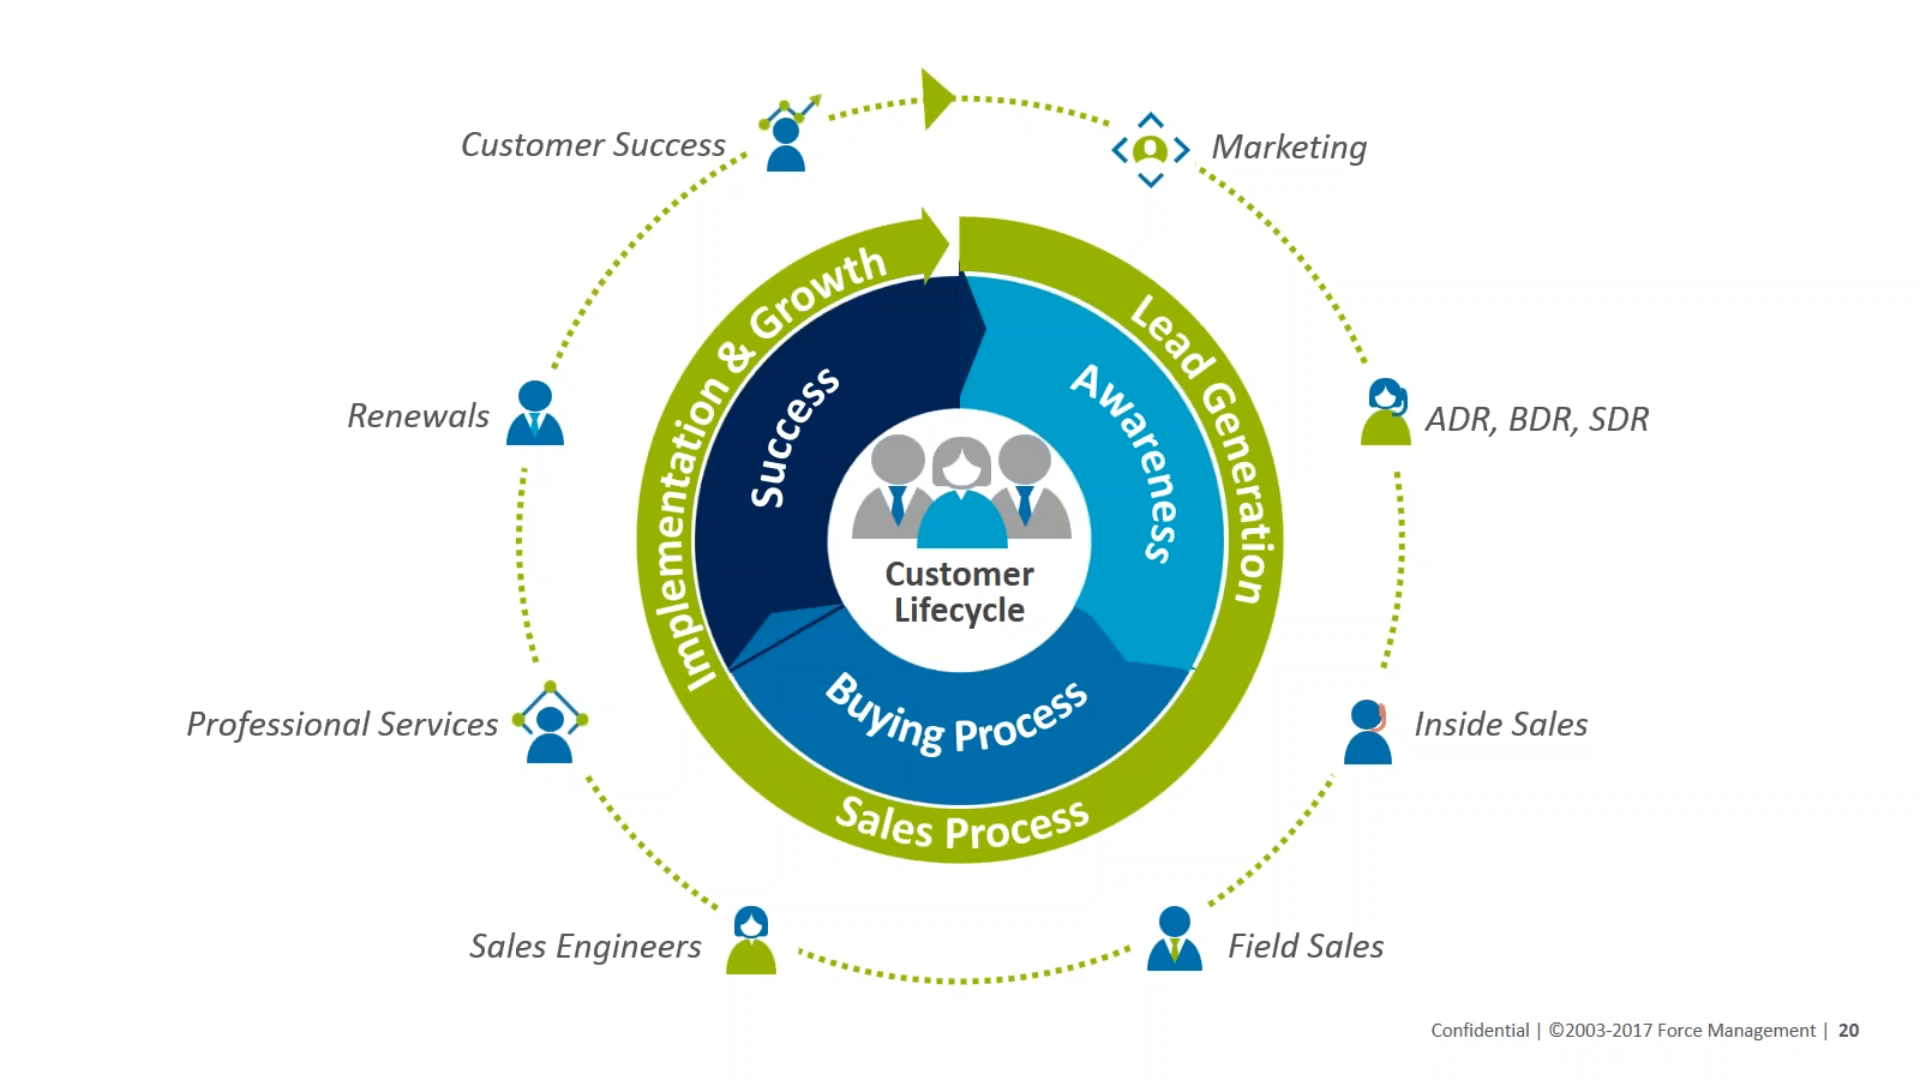 Customer Success
Marketing
Implementation & Growth
Lead Generation
Success
Awareness
Renewals
ADR, BDR, SDR
Customer
Lifecycle
Professional Services
Inside Sales
Buying Process
Sales Process
Sales Engineers
Field Sales
Confidential | ©2003-2017 Force Management | 20